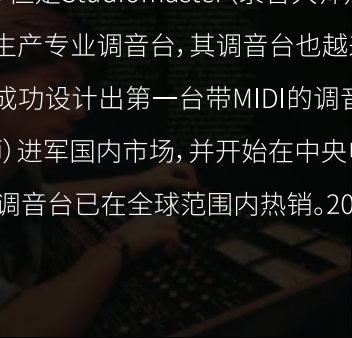 生产专业调音台，其调音台也越
成功设计出第一台带MIDI的调音
）进军国内市场，并开始在中央
调音台已在全球范围内热销。20